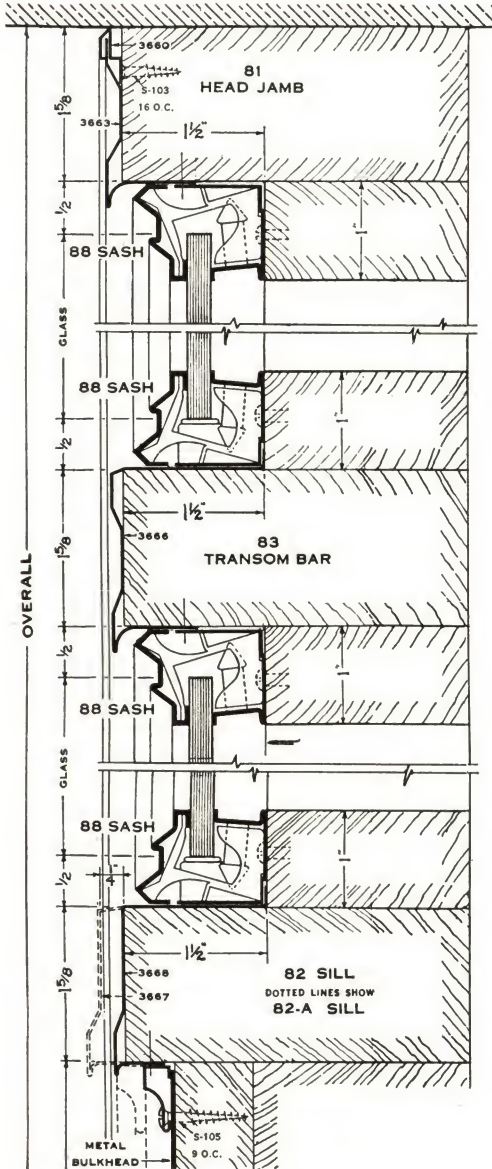 3660
81
HEAD JAMB
S-103
16 O.C.
3663
1⅝
1½"
½
1"
88 SASH
GLASS
88 SASH
1"
½
1½"
3666
83
TRANSOM BAR
1⅝
OVERALL
½
1"
88 SASH
GLASS
88 SASH
1"
½
1½"
3668
3667
82 SILL
DOTTED LINES SHOW
82-A SILL
1⅝
S-105
9 O.C.
METAL
BULKHEAD